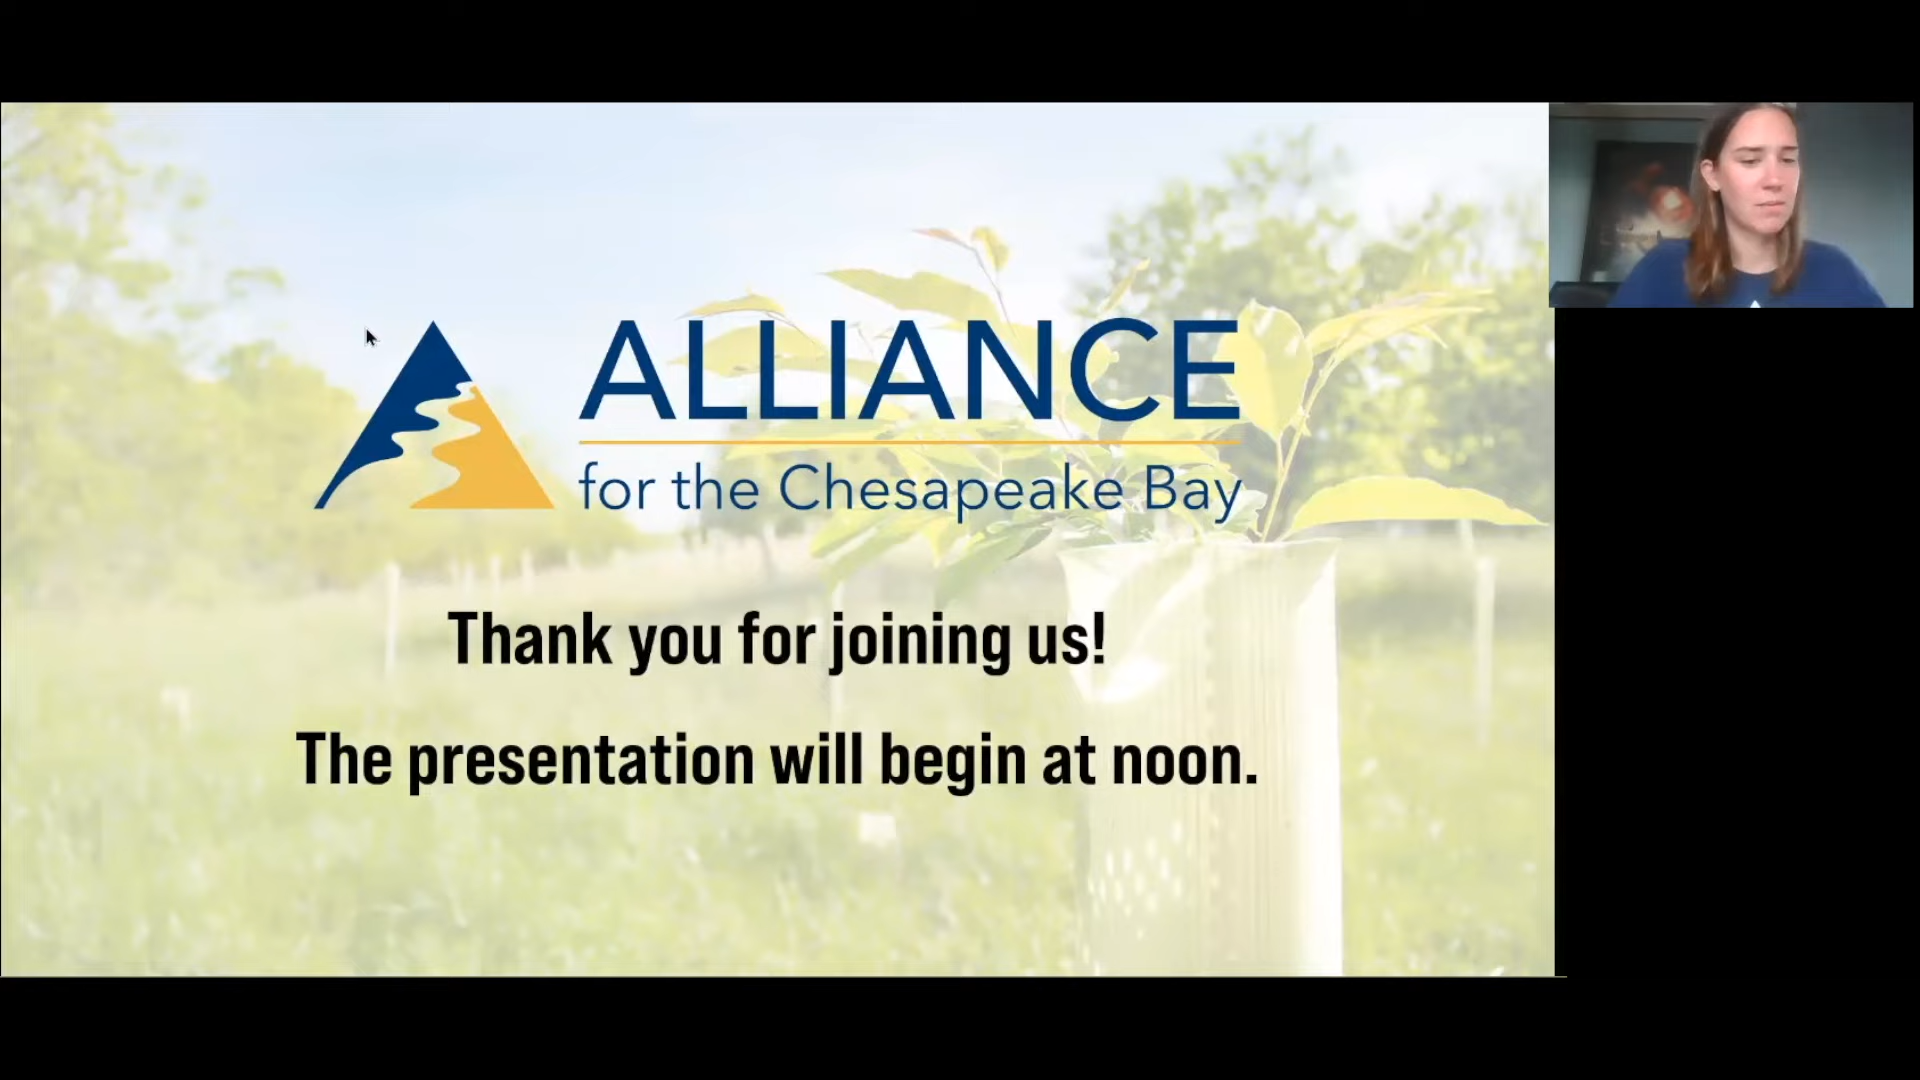 ALLIANCE
for the Chesapeake Bay
Thank you for joining us!
The presentation will begin at noon.